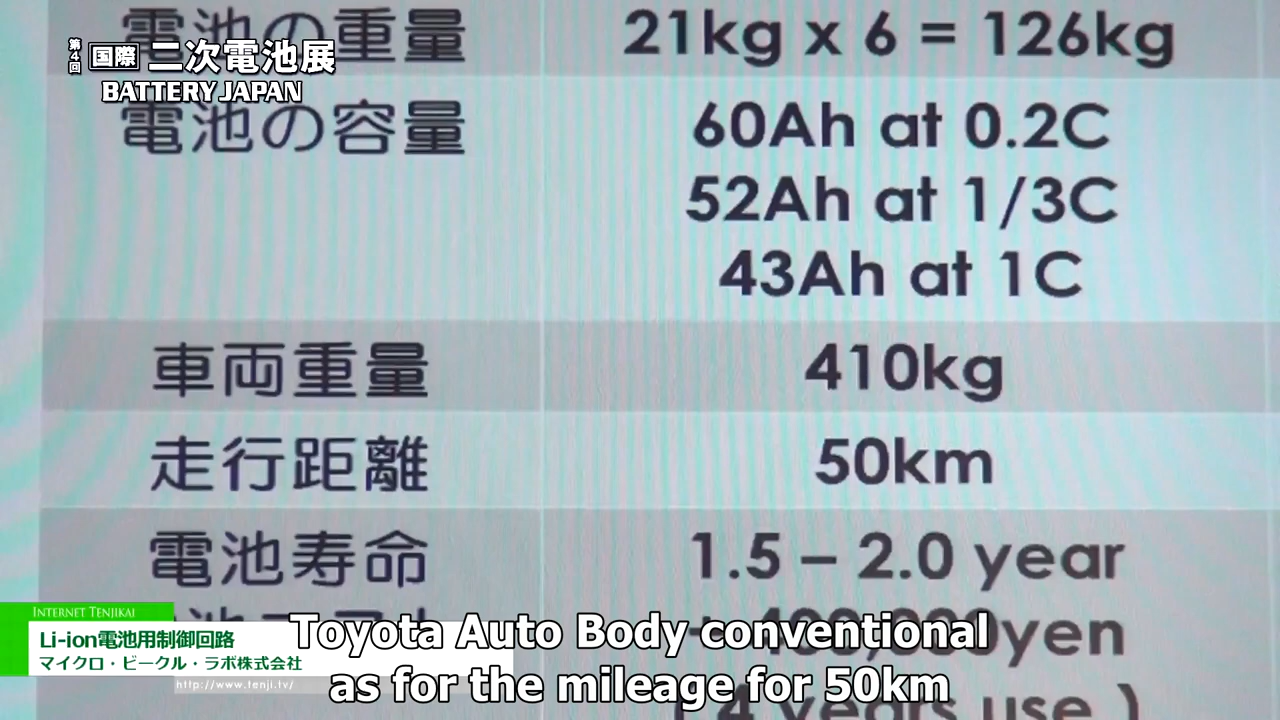 電池の重量 21kg x 6 = 126kg
第4回 国際 二次電池展
BATTERY JAPAN
電池の容量 60Ah at 0.2C
52Ah at 1/3C
43Ah at 1C
車両重量 410kg
走行距離 50km
電池寿命 1.5 – 2.0 year
yen
4 years use )
INTERNET TENJIKAI
Li-ion電池用制御回路
マイクロ・ビークル・ラボ株式会社
http://www.tenji.tv/
Toyota Auto Body conventional
as for the mileage for 50km